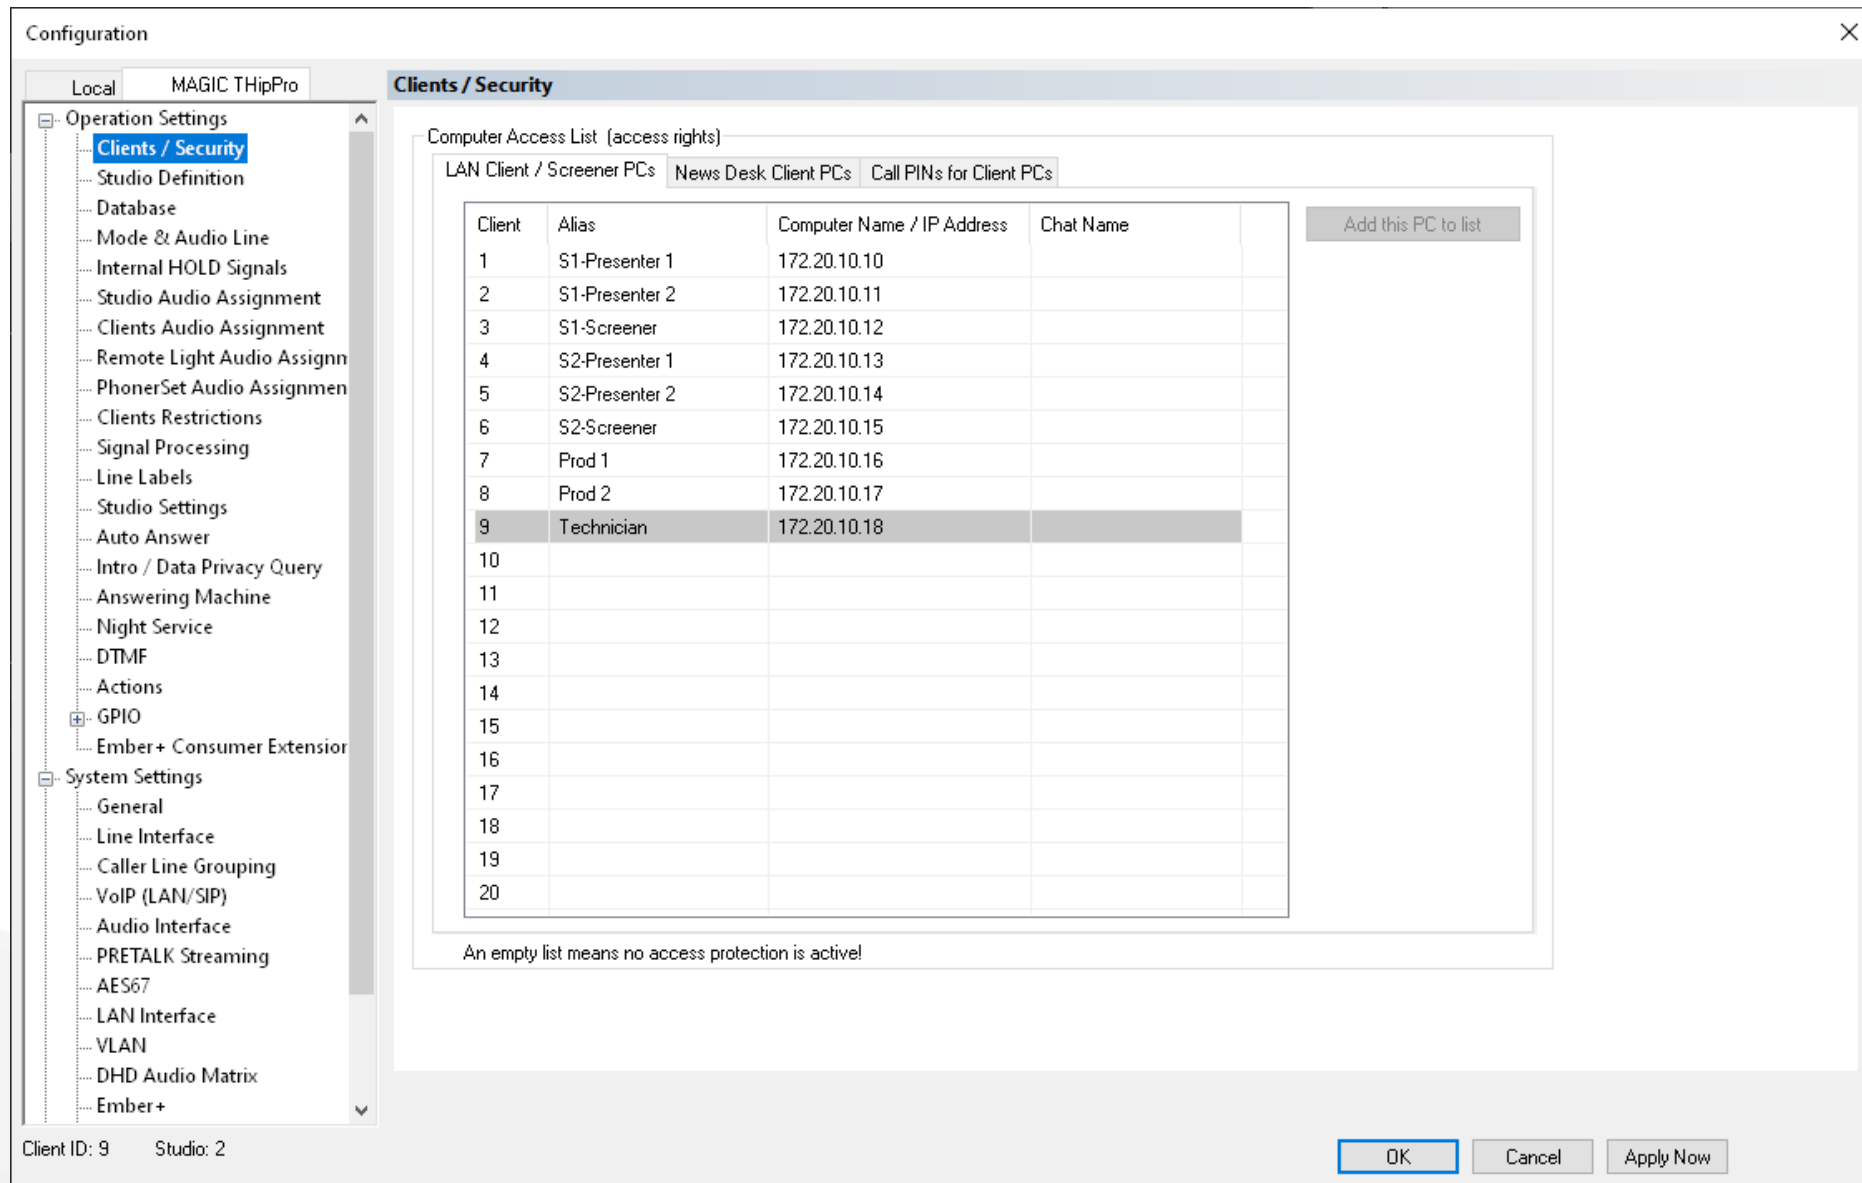 Configuration
Local MAGIC THipPro
Operation Settings
Clients / Security
Studio Definition
Database
Mode & Audio Line
Internal HOLD Signals
Studio Audio Assignment
Clients Audio Assignment
Remote Light Audio Assignn
PhonerSet Audio Assignmen
Clients Restrictions
Signal Processing
Line Labels
Studio Settings
Auto Answer
Intro / Data Privacy Query
Answering Machine
Night Service
DTMF
Actions
GPIO
Ember+ Consumer Extension
System Settings
General
Line Interface
Caller Line Grouping
VoIP (LAN/SIP)
Audio Interface
PRETALK Streaming
AES67
LAN Interface
VLAN
DHD Audio Matrix
Ember+
Client ID: 9 Studio: 2
Clients / Security
Computer Access List (access rights)
LAN Client / Screener PCs News Desk Client PCs Call PINs for Client PCs
Client Alias Computer Name / IP Address Chat Name
1 S1-Presenter 1 172.20.10.10
2 S1-Presenter 2 172.20.10.11
3 S1-Screener 172.20.10.12
4 S2-Presenter 1 172.20.10.13
5 S2-Presenter 2 172.20.10.14
6 S2-Screener 172.20.10.15
7 Prod 1 172.20.10.16
8 Prod 2 172.20.10.17
9 Technician 172.20.10.18
10
11
12
13
14
15
16
17
18
19
20
Add this PC to list
An empty list means no access protection is active!
OK Cancel Apply Now